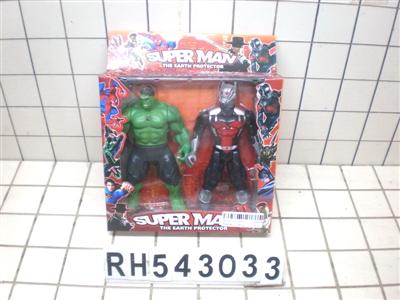 SUPER MAN
THE EARTH PROTECTOR
SUPER MAN
THE EARTH PROTECTOR
RH543033